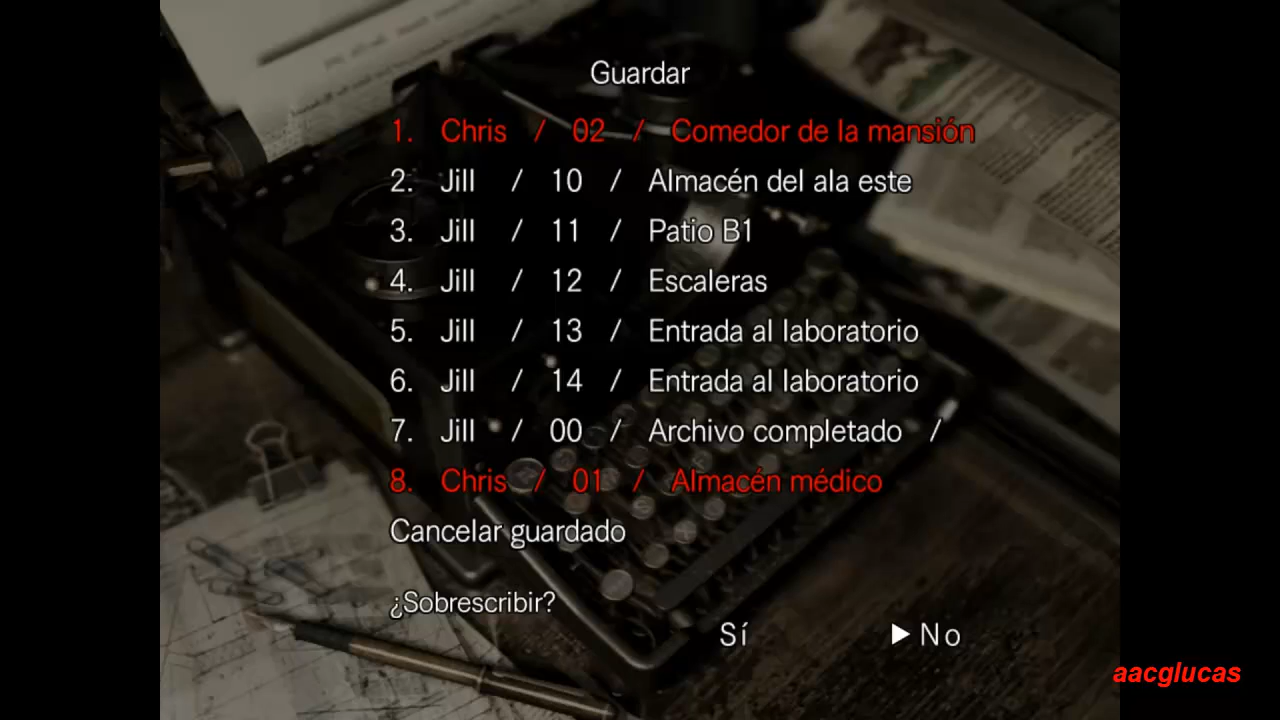 Guardar
1. Chris / 02 / Comedor de la mansión
2. Jill / 10 / Almacén del ala este
3. Jill / 11 / Patio B1
4. Jill / 12 / Escaleras
5. Jill / 13 / Entrada al laboratorio
6. Jill / 14 / Entrada al laboratorio
7. Jill / 00 / Archivo completado /
8. Chris / 01 / Almacén médico
Cancelar guardado
¿Sobrescribir?
Sí ▶ No
aacglucas